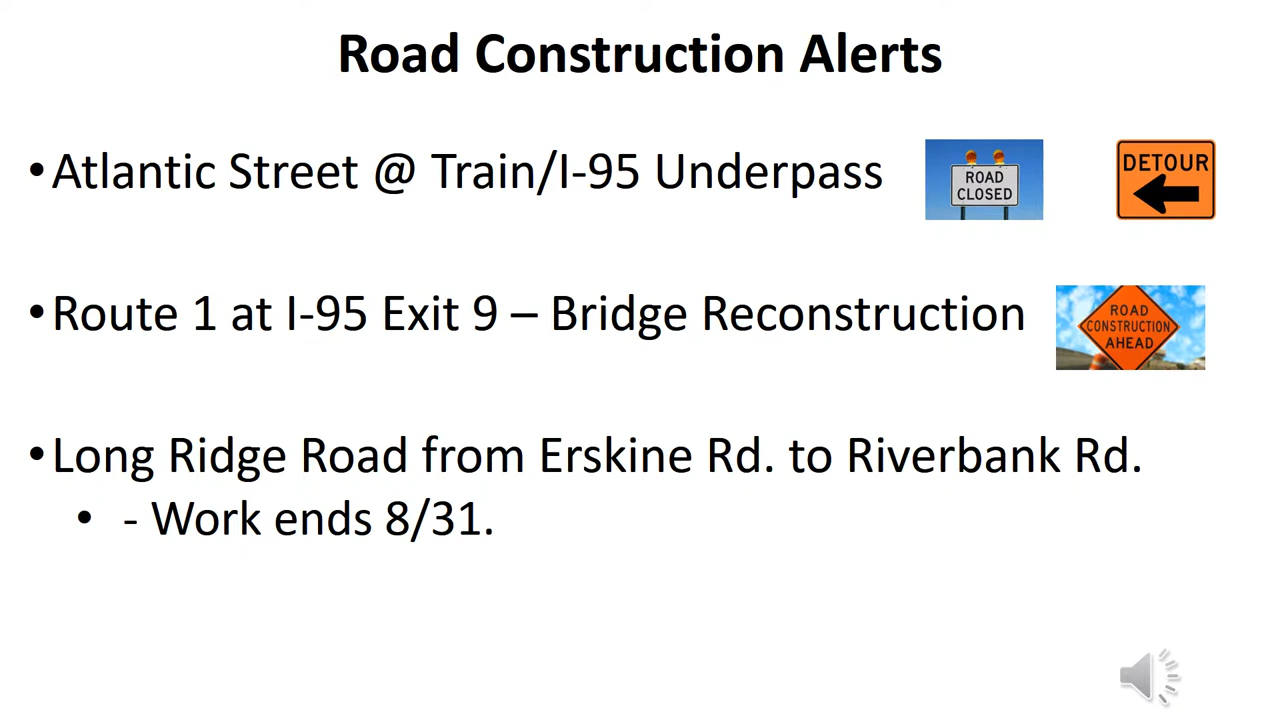 Road Construction Alerts
•Atlantic Street @ Train/I-95 Underpass
ROAD
CLOSED
DETOUR
•Route 1 at I-95 Exit 9 – Bridge Reconstruction
ROAD
CONSTRUCTION
AHEAD
•Long Ridge Road from Erskine Rd. to Riverbank Rd.
• - Work ends 8/31.